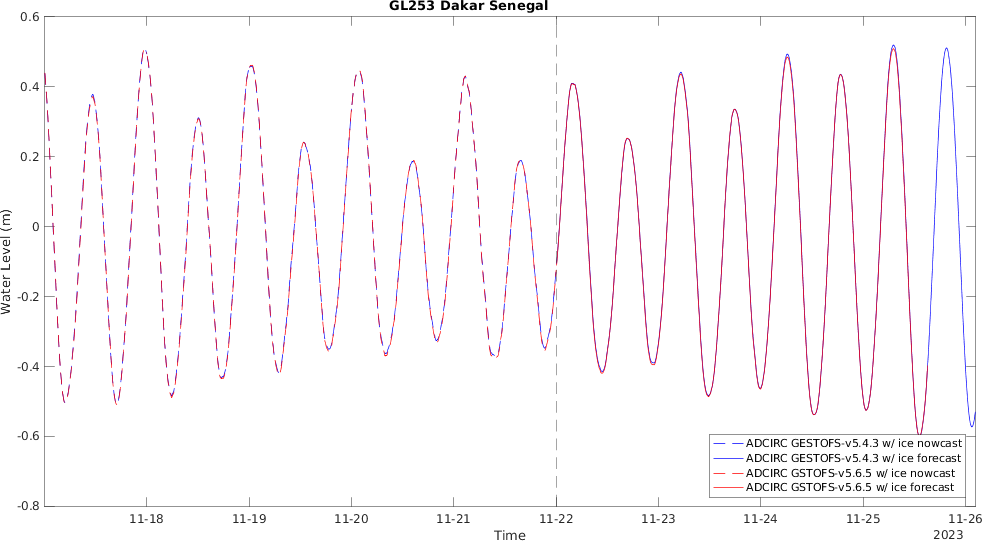 GL253 Dakar Senegal
0.6
0.4
0.2
0
-0.2
-0.4
-0.6
-0.8
Water Level (m)
ADCIRC GESTOFS-v5.4.3 w/ ice nowcast
ADCIRC GESTOFS-v5.4.3 w/ ice forecast
ADCIRC GSTOFS-v5.6.5 w/ ice nowcast
ADCIRC GSTOFS-v5.6.5 w/ ice forecast
11-18 11-19 11-20 11-21 11-22 11-23 11-24 11-25 11-26
2023
Time